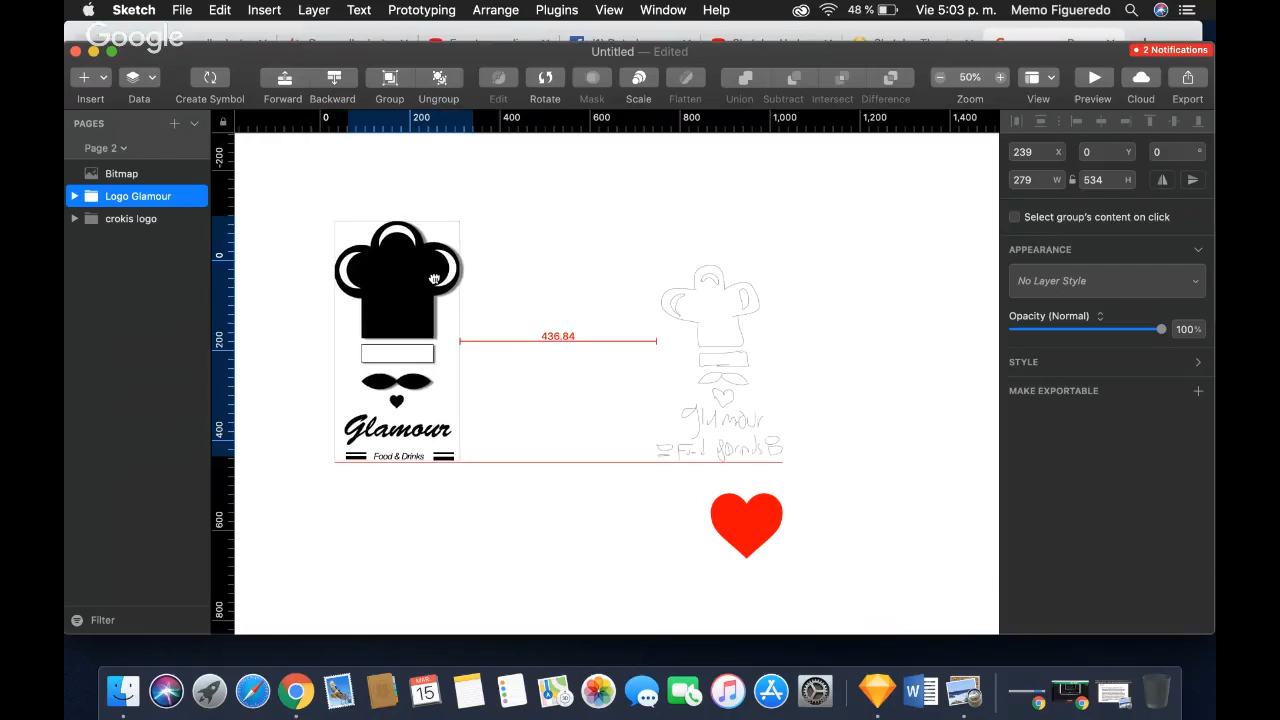 Sketch File Edit Insert Layer Text Prototyping Arrange Plugins View Window Help 48 % Vie 5:03 p. m. Memo Figueredo
Google
Untitled — Edited
2 Notifications
50%
Insert Data Create Symbol Forward Backward Group Ungroup Edit Rotate Mask Scale Flatten Union Subtract Intersect Difference Zoom View Preview Cloud Export
PAGES
Page 2
Bitmap
Logo Glamour
crokis logo
Filter
0 200 400 600 800 1,000 1,200 1,400
-200
0
200
400
600
800
436.84
Glamour
Food & Drinks
glamour
239 X 0 Y 0 °
279 W 534 H
Select group's content on click
APPEARANCE
No Layer Style
Opacity (Normal)
100%
STYLE
MAKE EXPORTABLE
MAR
15